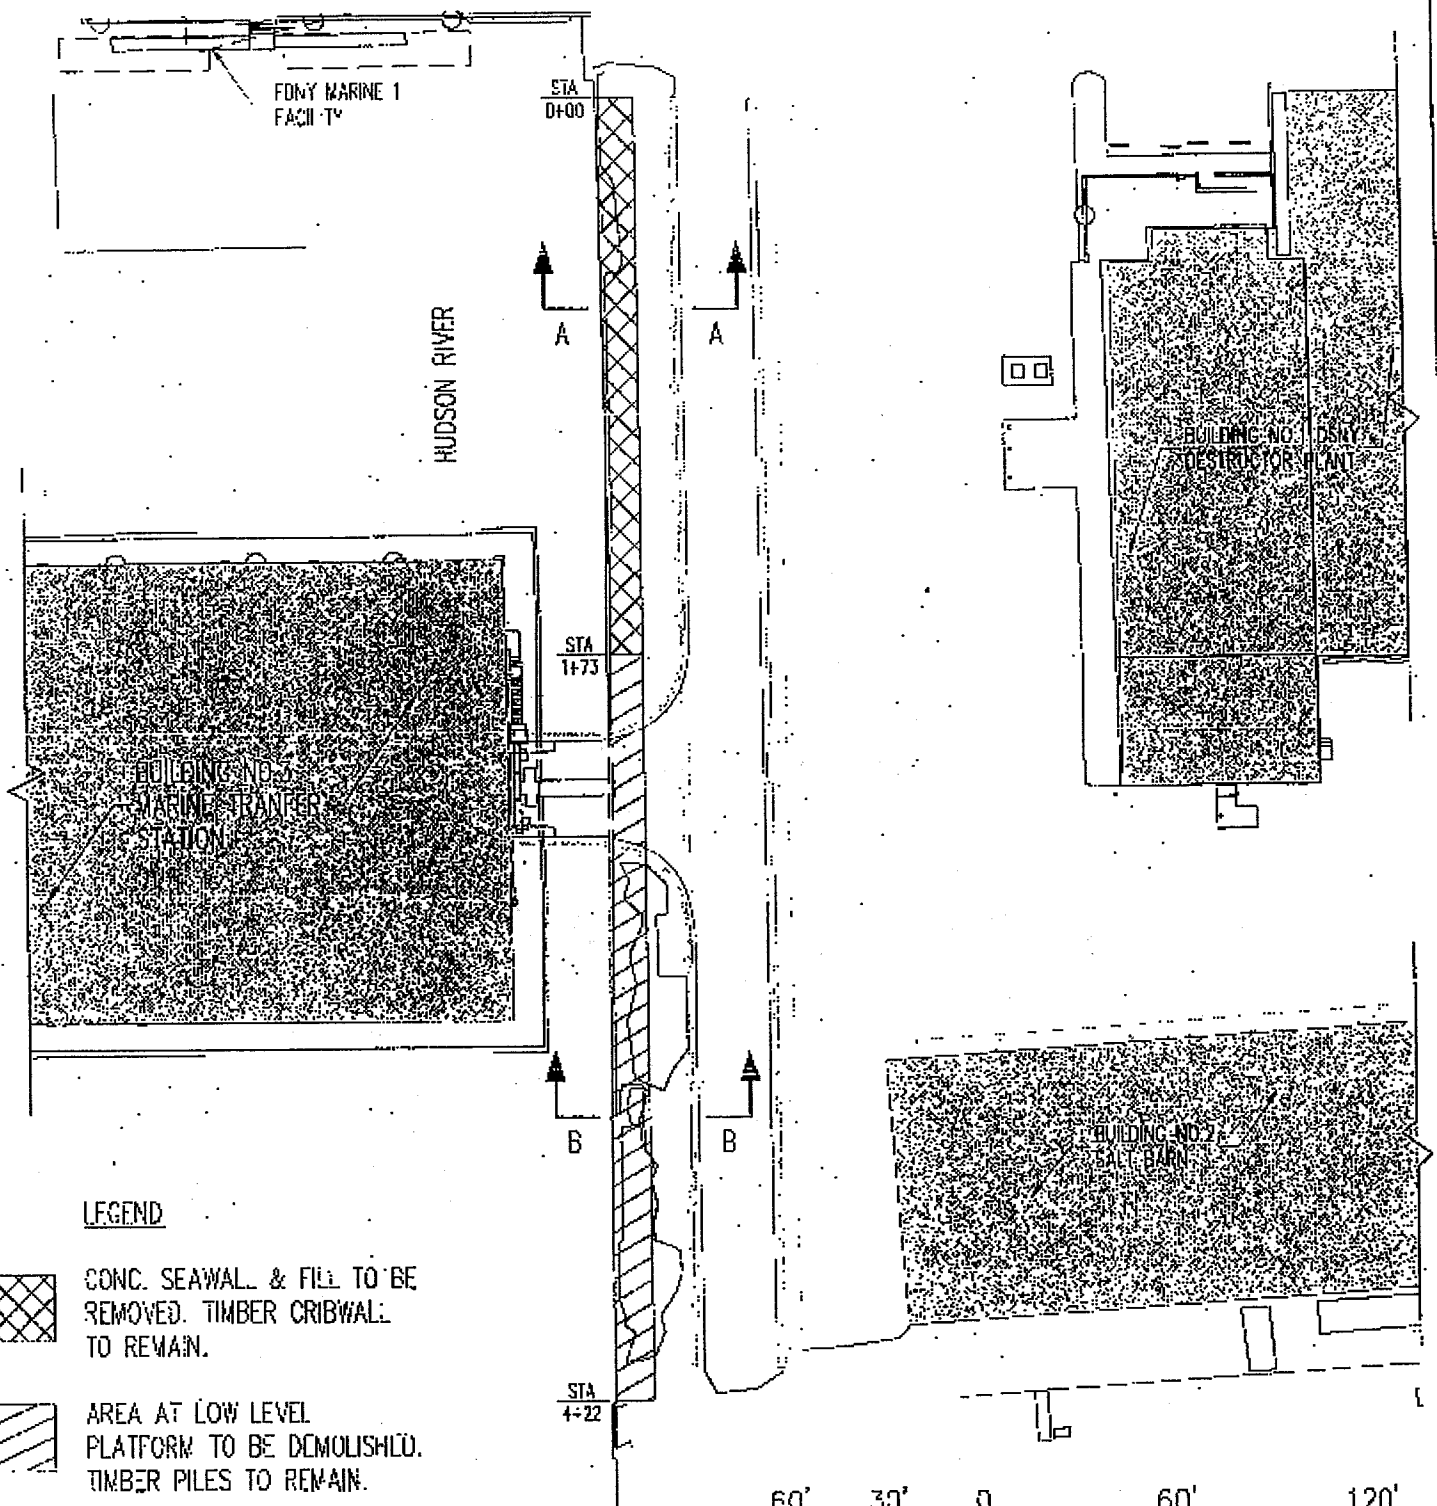 FDNY MARINE 1
FACILITY
STA
0+00
A
A
HUDSON RIVER
BUILDING NO.1 DSNY
DESTRUCTOR PLANT
STA
1+73
BUILDING NO.3
MARINE TRANFER
STATION
B
B
BUILDING NO.2
SALT BARN
LEGEND
CONC. SEAWALL & FILL TO BE
REMOVED. TIMBER CRIBWALL
TO REMAIN.
STA
4+22
AREA AT LOW LEVEL
PLATFORM TO BE DEMOLISHED.
TIMBER PILES TO REMAIN.
60' 30' 0 60' 120'